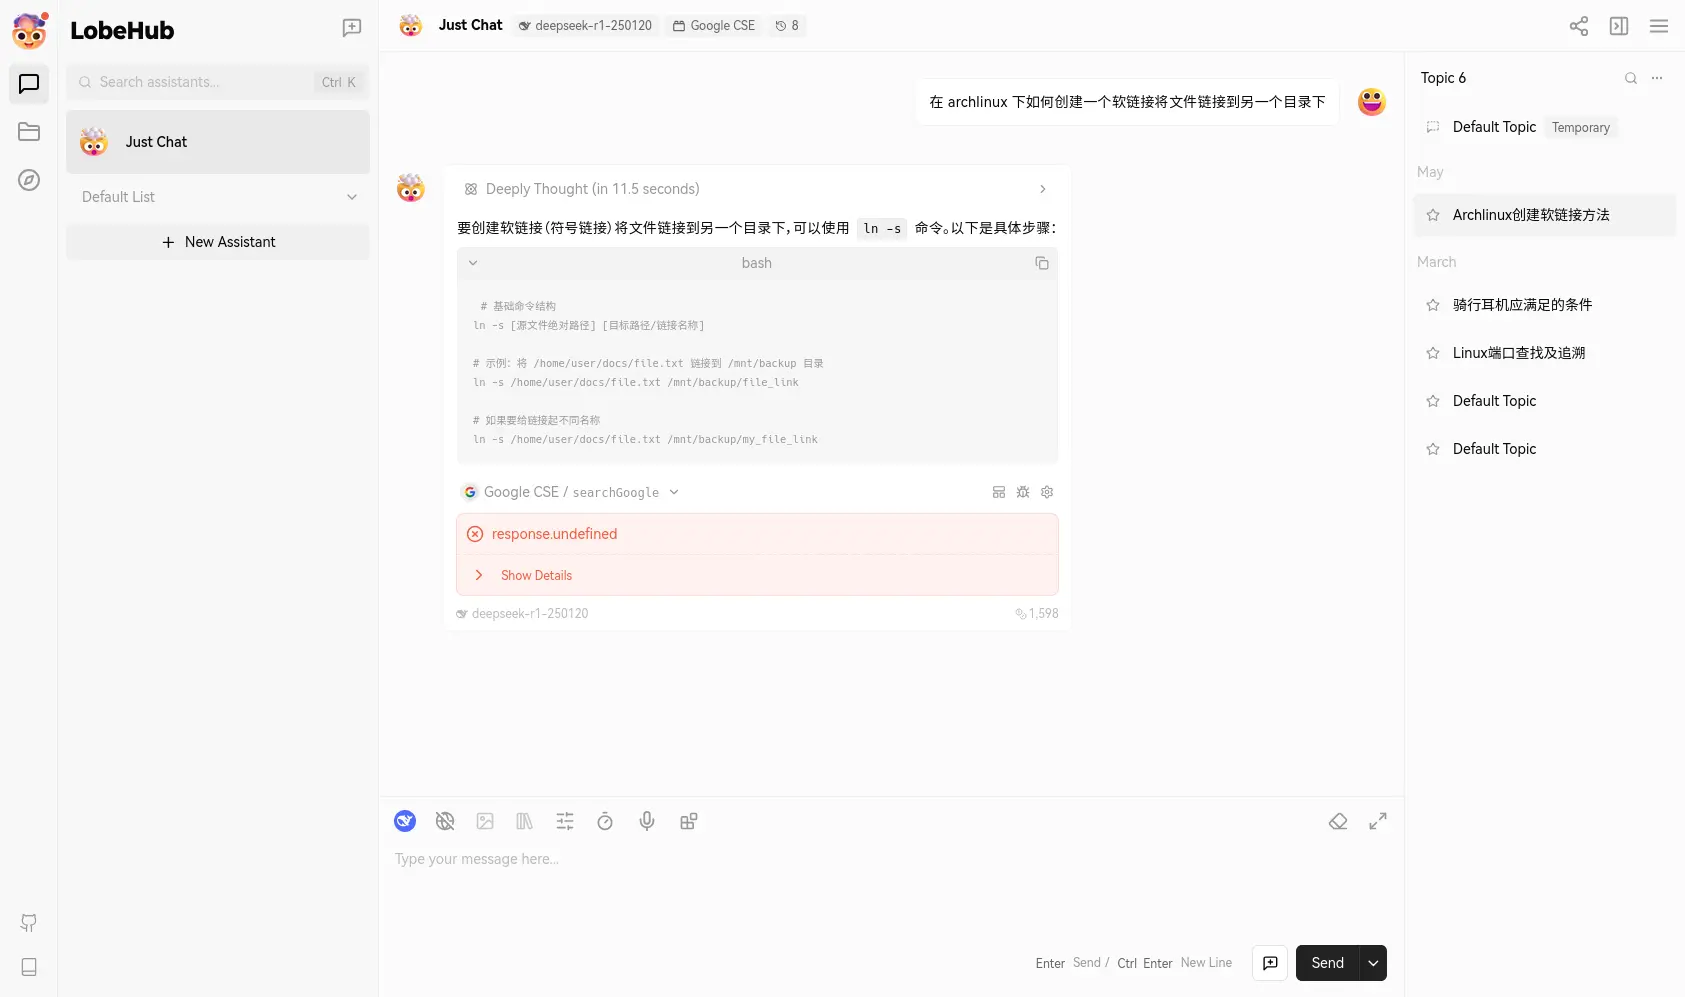 LobeHub
Search assistants...
Ctrl K
Just Chat
Default List
New Assistant
Just Chat
deepseek-r1-250120
Google CSE
8
在 archlinux 下如何创建一个软链接将文件链接到另一个目录下
Deeply Thought (in 11.5 seconds)
要创建软链接（符号链接）将文件链接到另一个目录下，可以使用 ln -s 命令。以下是具体步骤：
bash
# 基础命令结构
ln -s [源文件绝对路径] [目标路径/链接名称]
# 示例：将 /home/user/docs/file.txt 链接到 /mnt/backup 目录
ln -s /home/user/docs/file.txt /mnt/backup/file_link
# 如果要给链接起不同名称
ln -s /home/user/docs/file.txt /mnt/backup/my_file_link
Google CSE / searchGoogle
response.undefined
Show Details
deepseek-r1-250120
1,598
Type your message here...
Enter Send / Ctrl Enter New Line
Send
Topic 6
Default Topic
Temporary
May
Archlinux创建软链接方法
March
骑行耳机应满足的条件
Linux端口查找及追溯
Default Topic
Default Topic